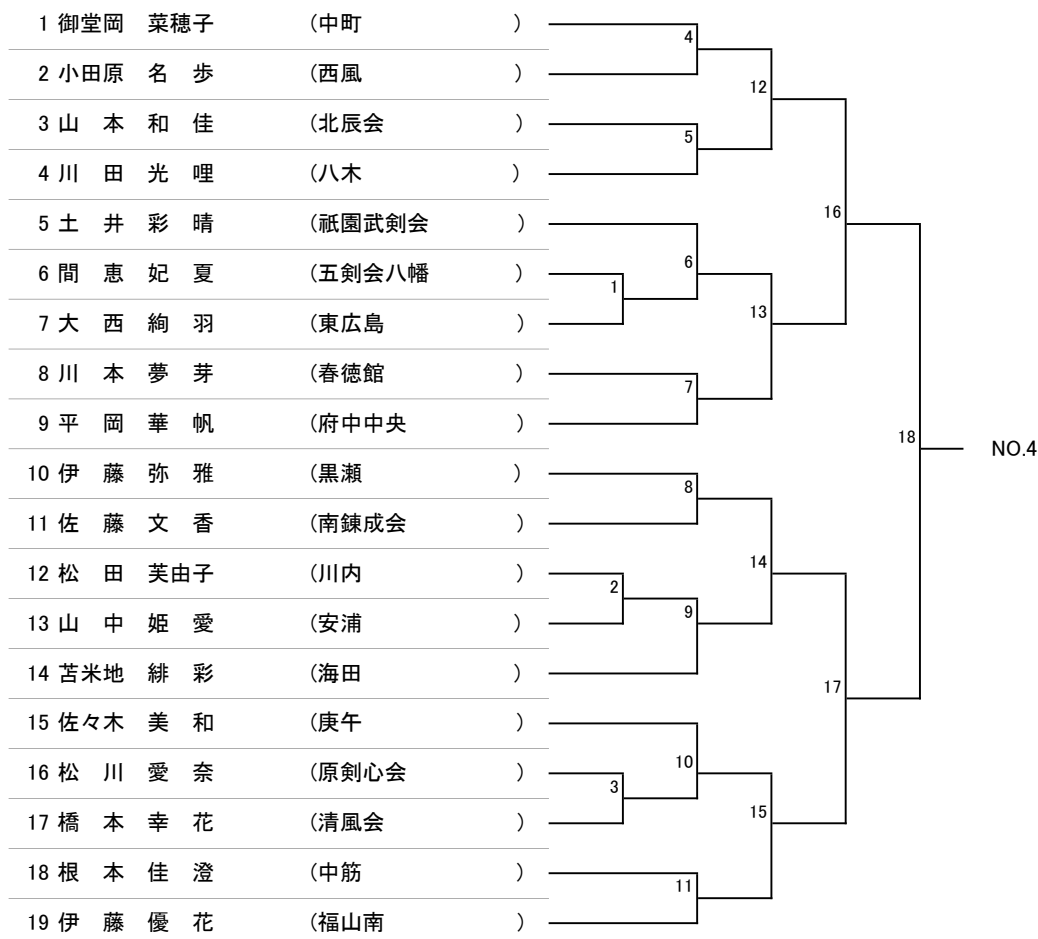 1 御堂岡 菜穂子 (中町 )
4
2 小田原 名 歩 (西風 )
12
3 山 本 和 佳 (北辰会 )
5
4 川 田 光 哩 (八木 )
16
5 土 井 彩 晴 (祇園武剣会 )
6
6 間 恵 妃 夏 (五剣会八幡 )
1
13
7 大 西 絢 羽 (東広島 )
8 川 本 夢 芽 (春徳館 )
7
9 平 岡 華 帆 (府中中央 )
18 NO.4
10 伊 藤 弥 雅 (黒瀬 )
8
11 佐 藤 文 香 (南錬成会 )
14
12 松 田 芙由子 (川内 )
2
9
13 山 中 姫 愛 (安浦 )
14 苫米地 緋 彩 (海田 )
17
15 佐々木 美 和 (庚午 )
10
16 松 川 愛 奈 (原剣心会 )
3
15
17 橋 本 幸 花 (清風会 )
18 根 本 佳 澄 (中筋 )
11
19 伊 藤 優 花 (福山南 )